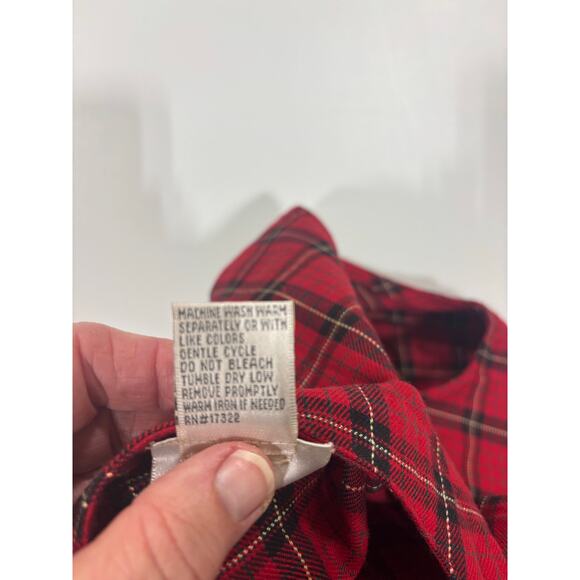 MACHINE WASH WARM
SEPARATELY OR WITH
LIKE COLORS
GENTLE CYCLE
DO NOT BLEACH
TUMBLE DRY LOW
REMOVE PROMPTLY
WARM IRON IF NEEDED
RN#17322